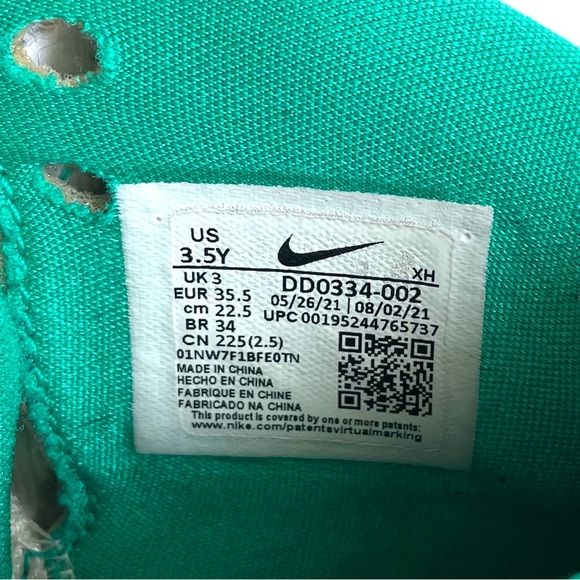 US
3.5Y
XH
UK 3
DD0334-002
EUR 35.5
05/26/21 | 08/02/21
cm 22.5
UPC 00195244765737
BR 34
CN 225(2.5)
01NW7F1BFE0TN
MADE IN CHINA
HECHO EN CHINA
FABRIQUE EN CHINE
FABRICADO NA CHINA
This product is covered by one or more patents:
www.nike.com/patentsvirtualmarking